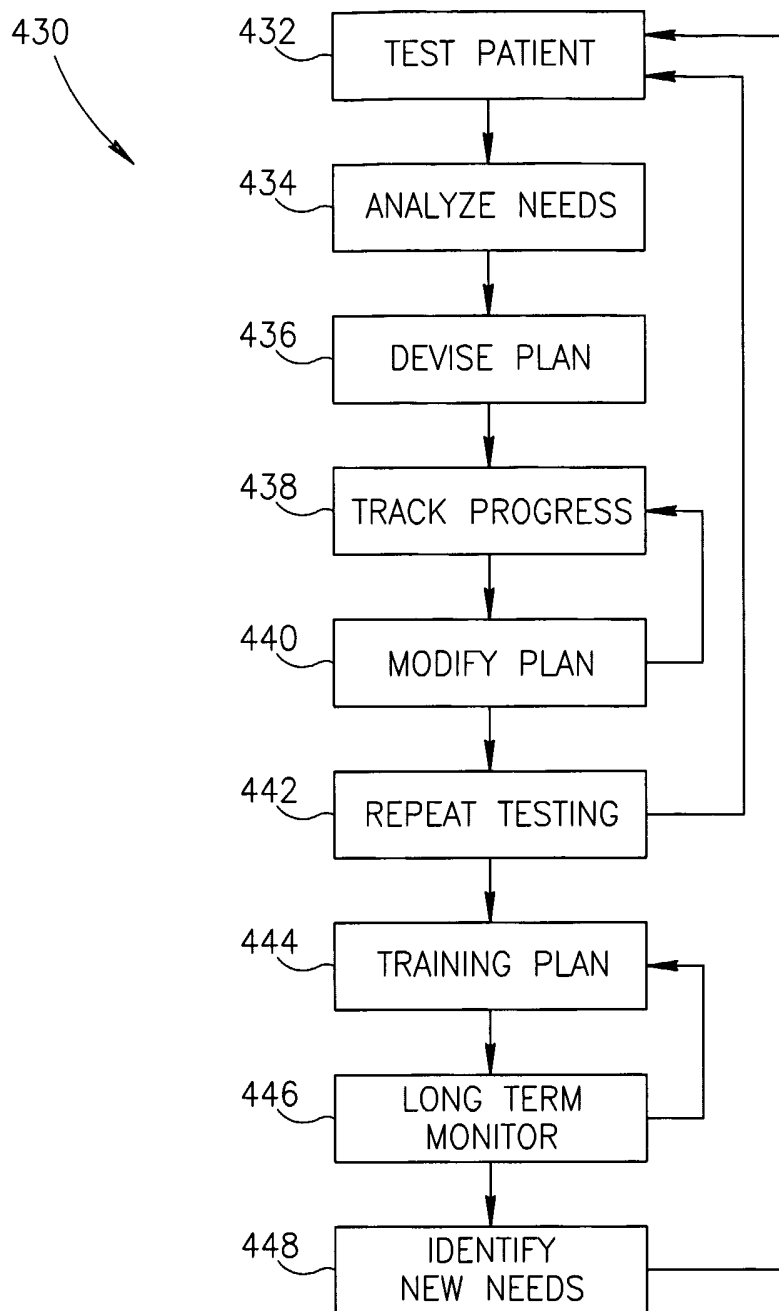 430
432
TEST PATIENT
434
ANALYZE NEEDS
436
DEVISE PLAN
438
TRACK PROGRESS
440
MODIFY PLAN
442
REPEAT TESTING
444
TRAINING PLAN
446
LONG TERM
MONITOR
448
IDENTIFY
NEW NEEDS